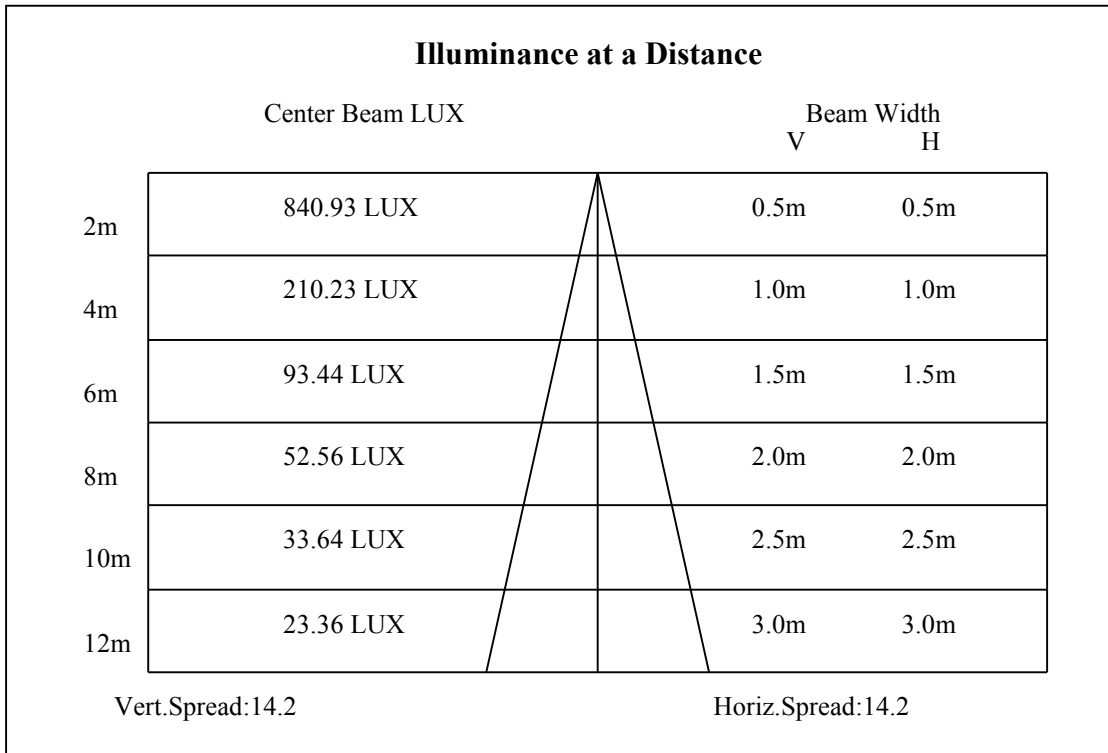 Illuminance at a Distance
Center Beam LUX Beam Width
V H
2m 840.93 LUX 0.5m 0.5m
4m 210.23 LUX 1.0m 1.0m
6m 93.44 LUX 1.5m 1.5m
8m 52.56 LUX 2.0m 2.0m
10m 33.64 LUX 2.5m 2.5m
12m 23.36 LUX 3.0m 3.0m
Vert.Spread:14.2 Horiz.Spread:14.2